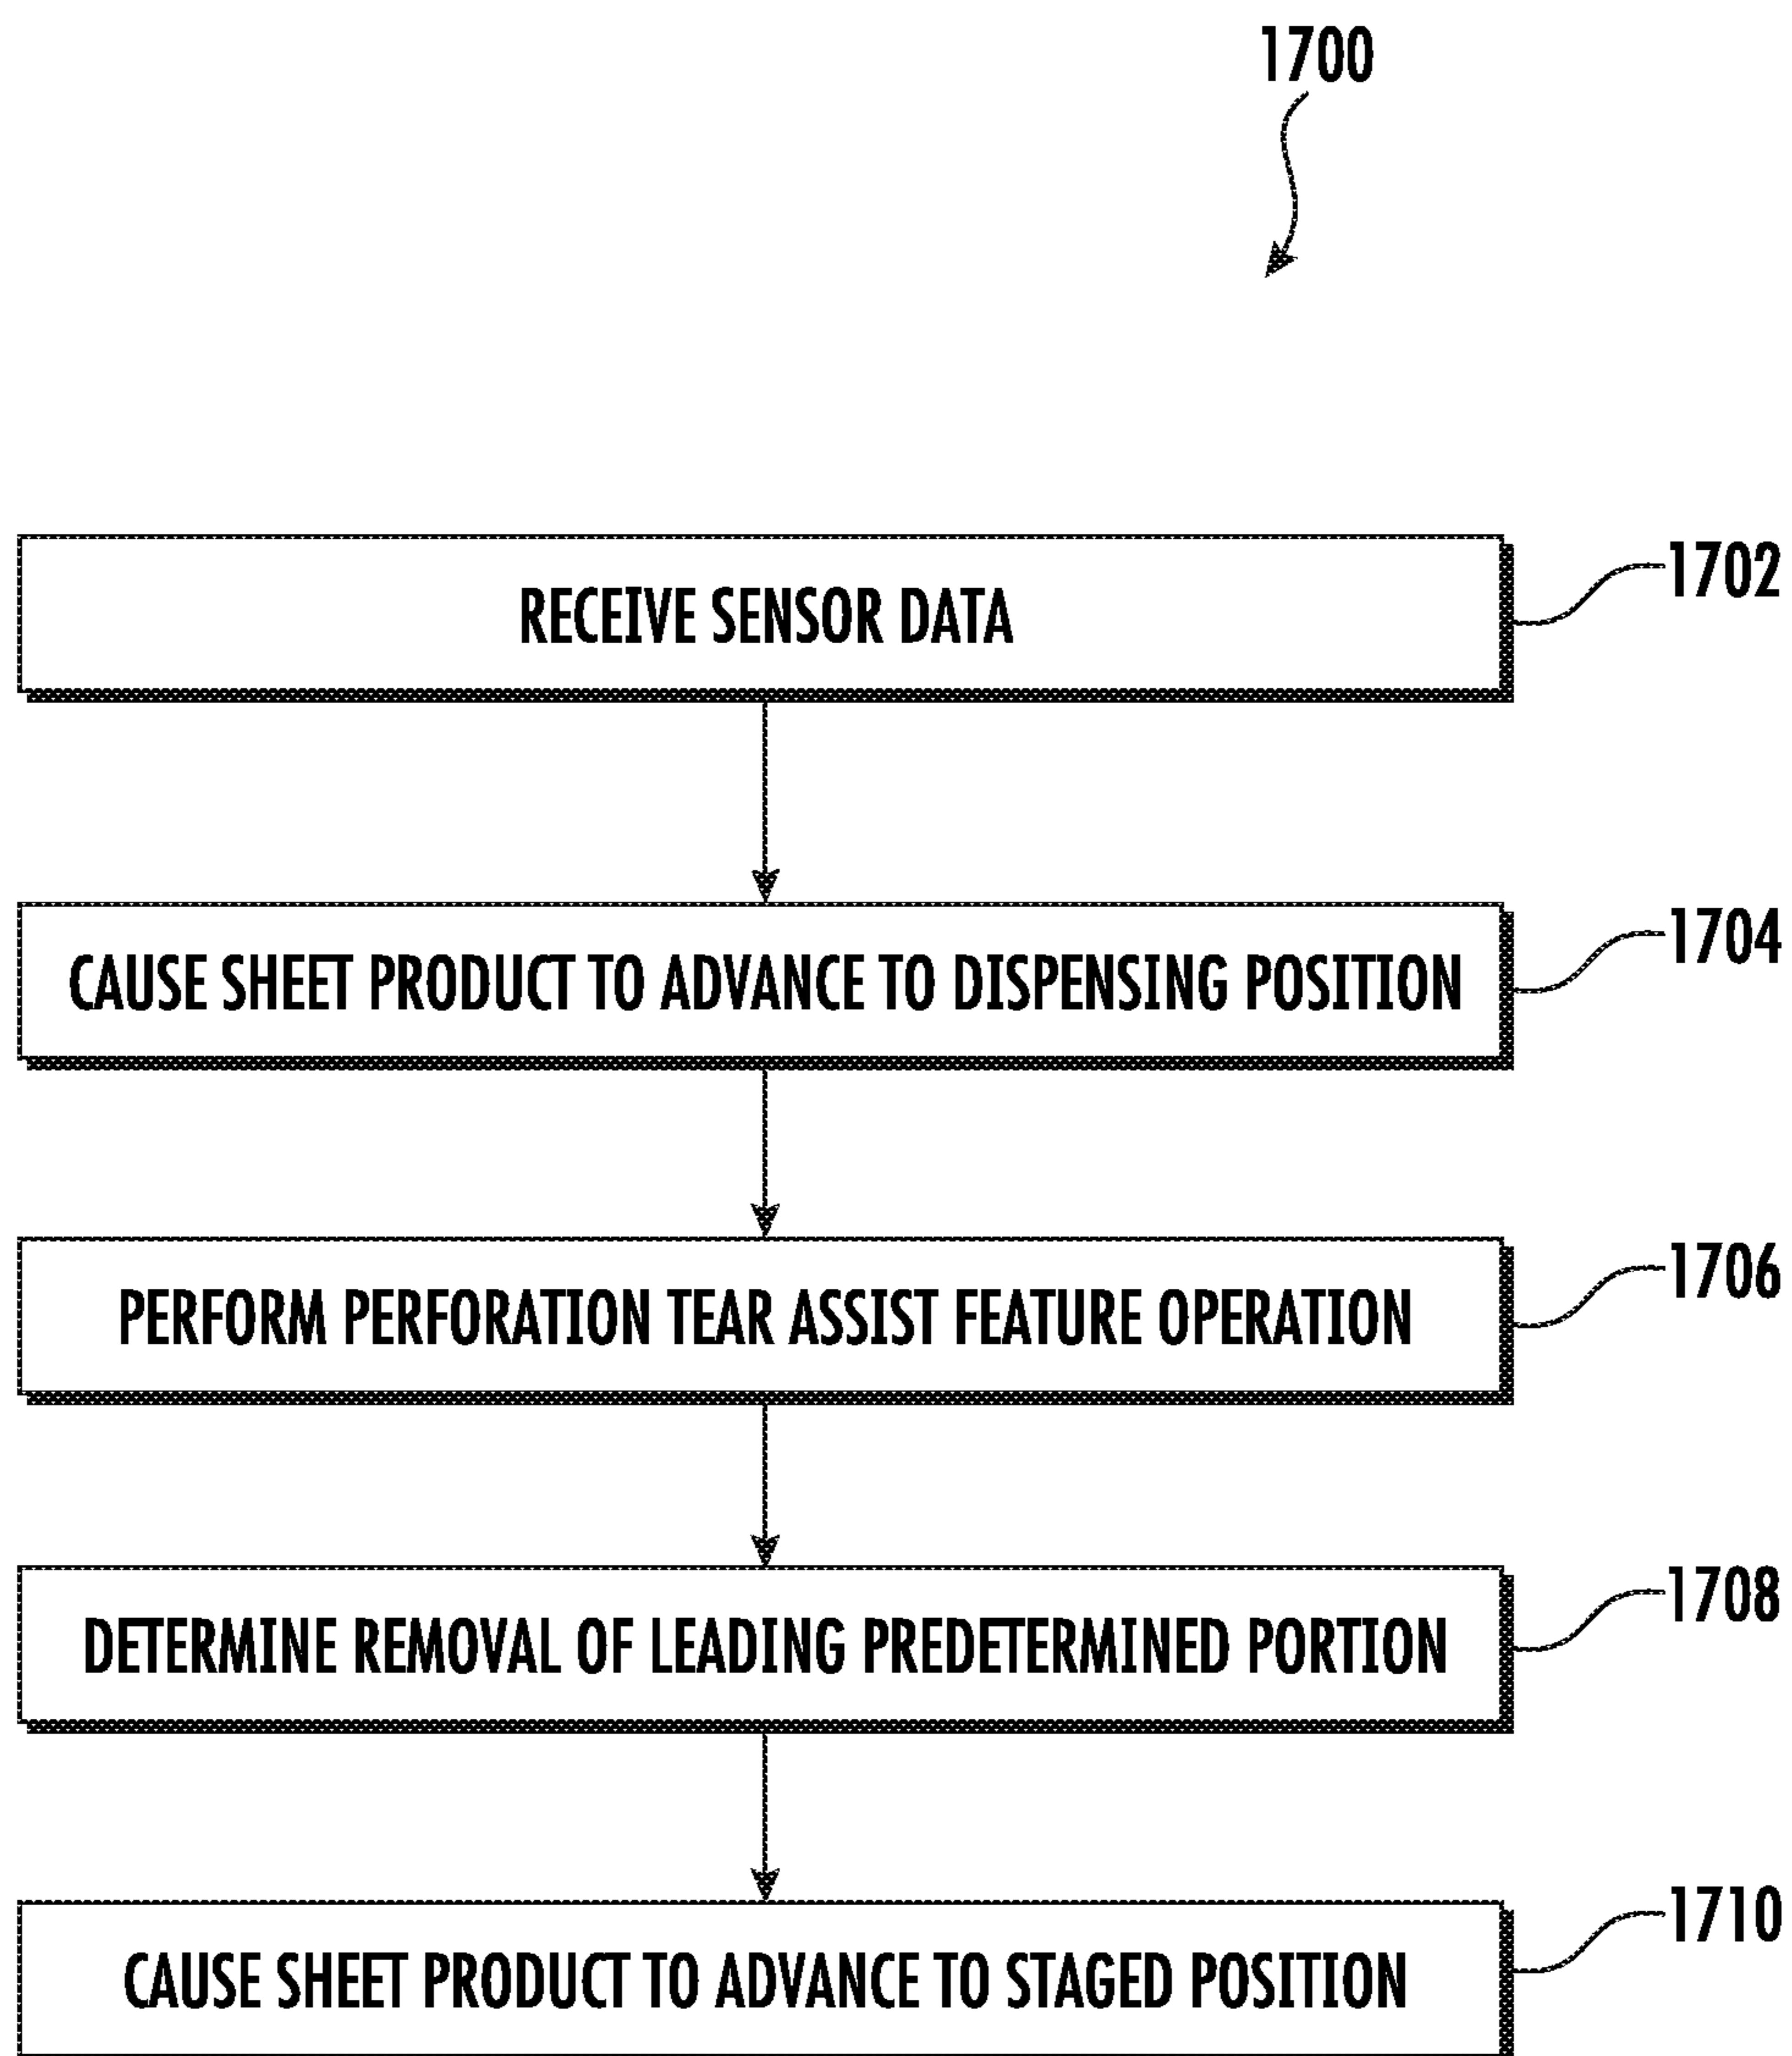 1700
RECEIVE SENSOR DATA
1702
CAUSE SHEET PRODUCT TO ADVANCE TO DISPENSING POSITION
1704
PERFORM PERFORATION TEAR ASSIST FEATURE OPERATION
1706
DETERMINE REMOVAL OF LEADING PREDETERMINED PORTION
1708
CAUSE SHEET PRODUCT TO ADVANCE TO STAGED POSITION
1710